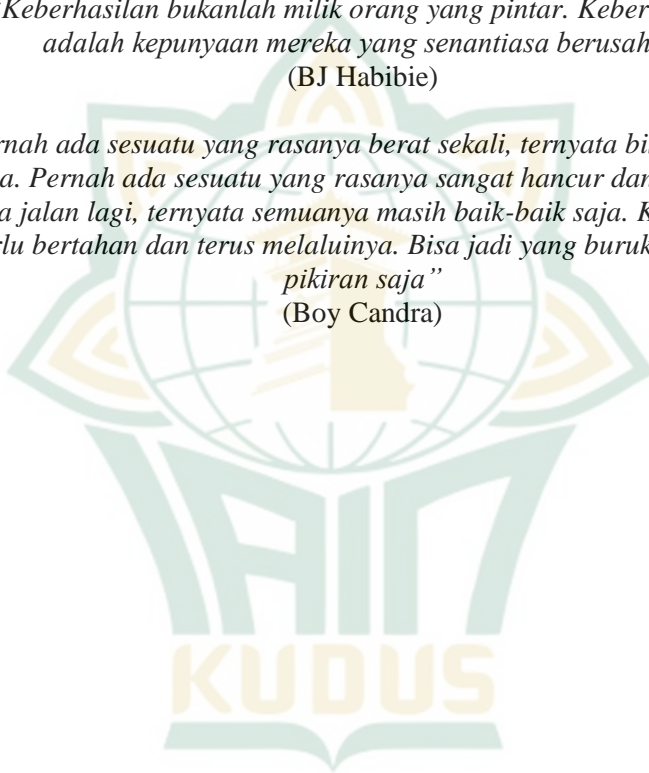 Keberhasilan bukanlah milik orang yang pintar. Keber
adalah kepunyaan mereka yang senantiasa berusah
(BJ Habibie)
rnah ada sesuatu yang rasanya berat sekali, ternyata bi
a. Pernah ada sesuatu yang rasanya sangat hancur dan
a jalan lagi, ternyata semuanya masih baik-baik saja. K
rlu bertahan dan terus melaluinya. Bisa jadi yang buruk
pikiran saja”
(Boy Candra)
IAIN
KUDUS